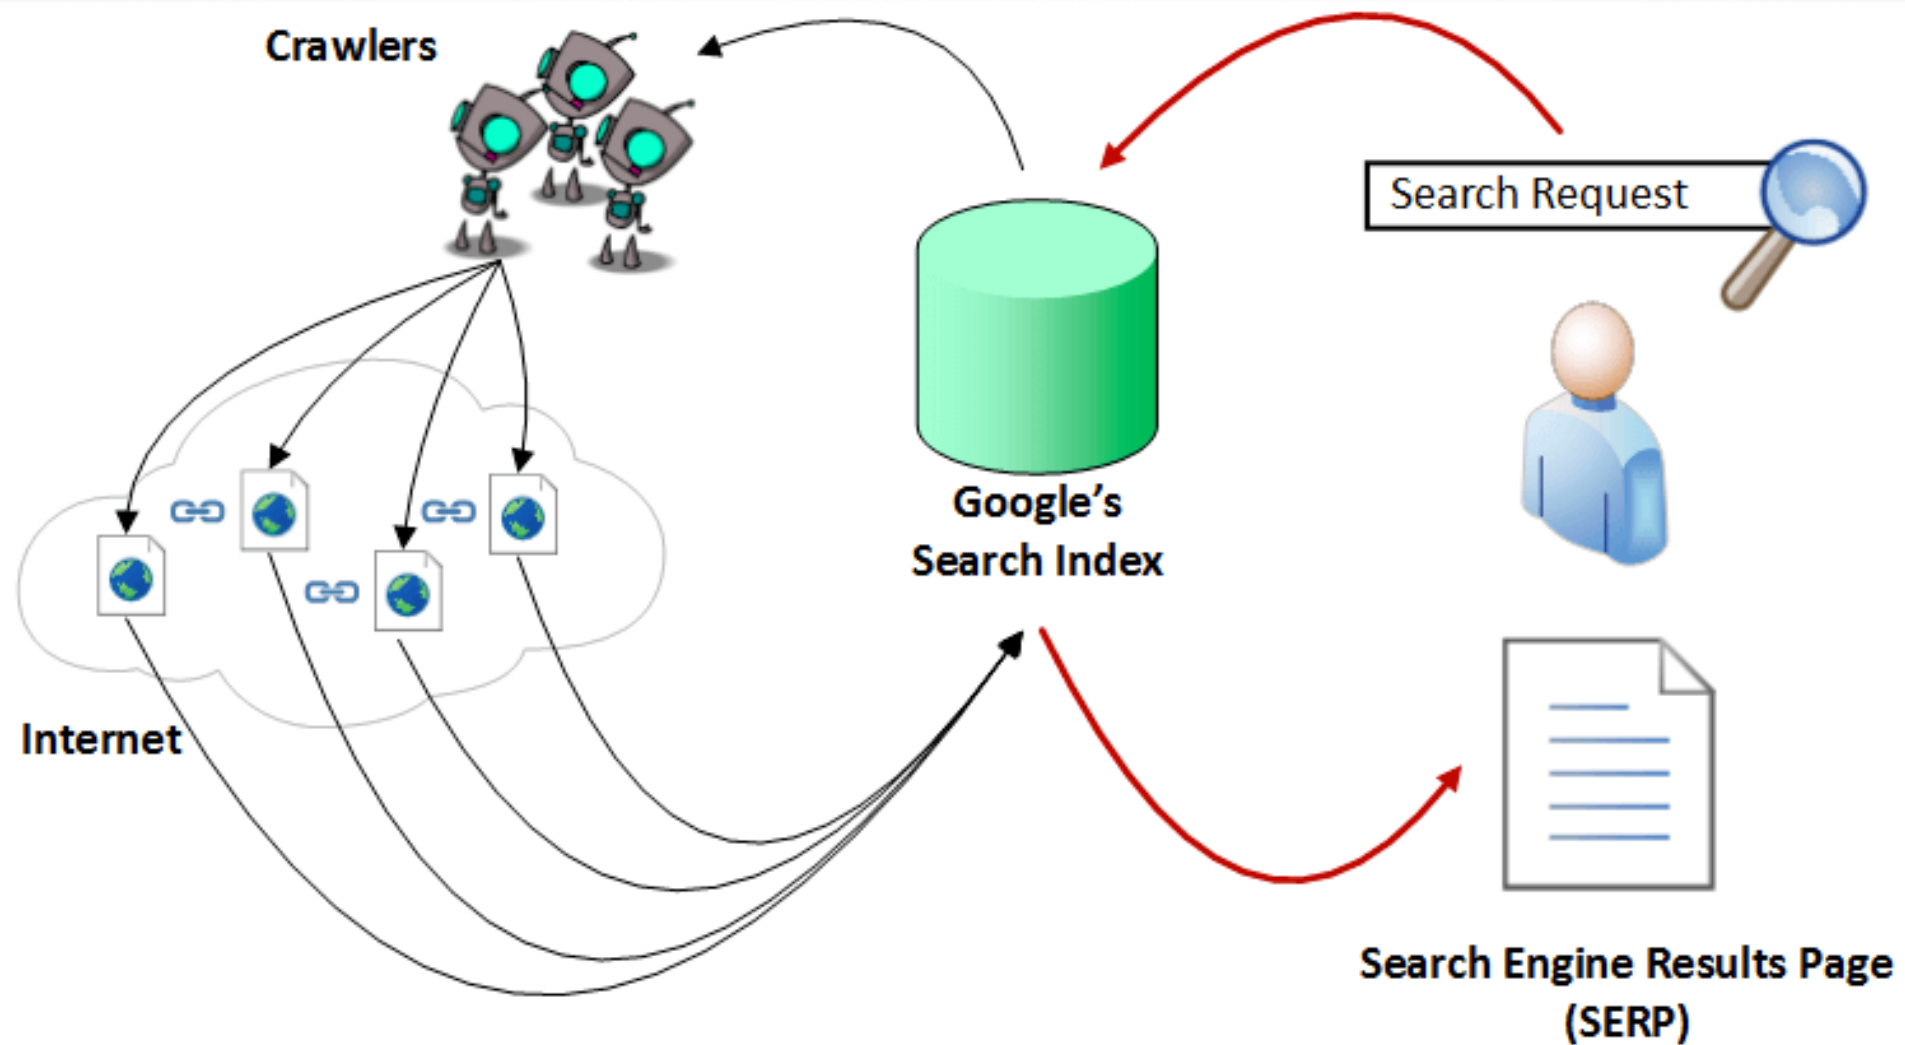 Crawlers
Search Request
Google’s
Search Index
Internet
Search Engine Results Page
(SERP)